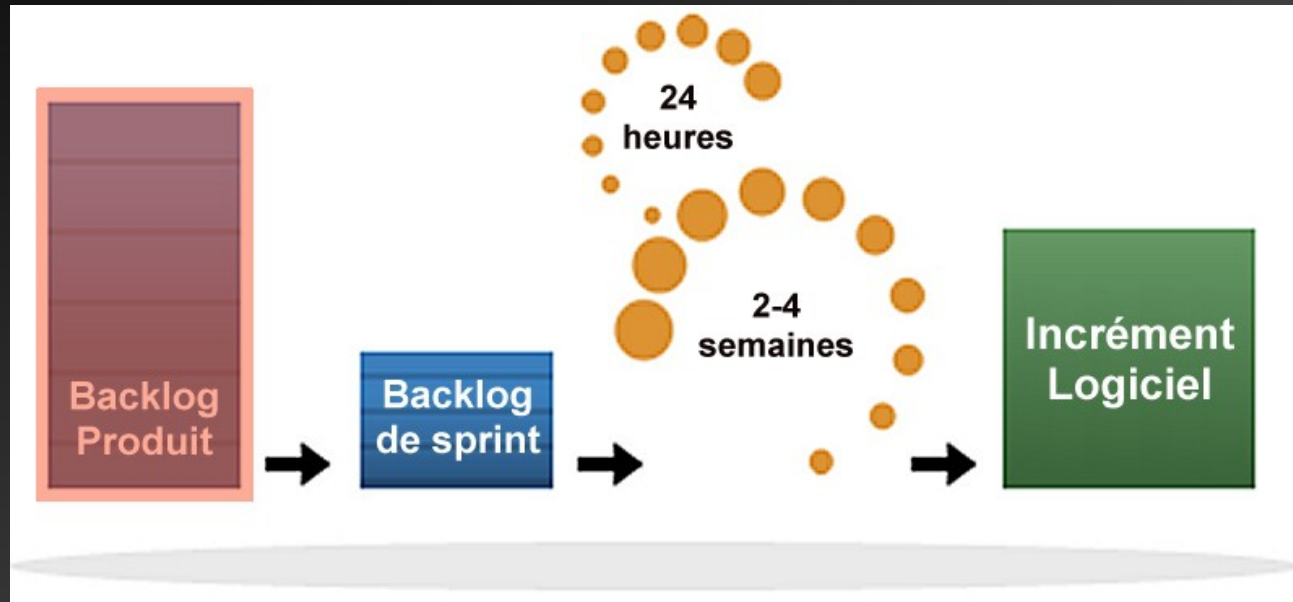 Backlog
Produit
Backlog
de sprint
24
heures
2-4
semaines
Incrément
Logiciel